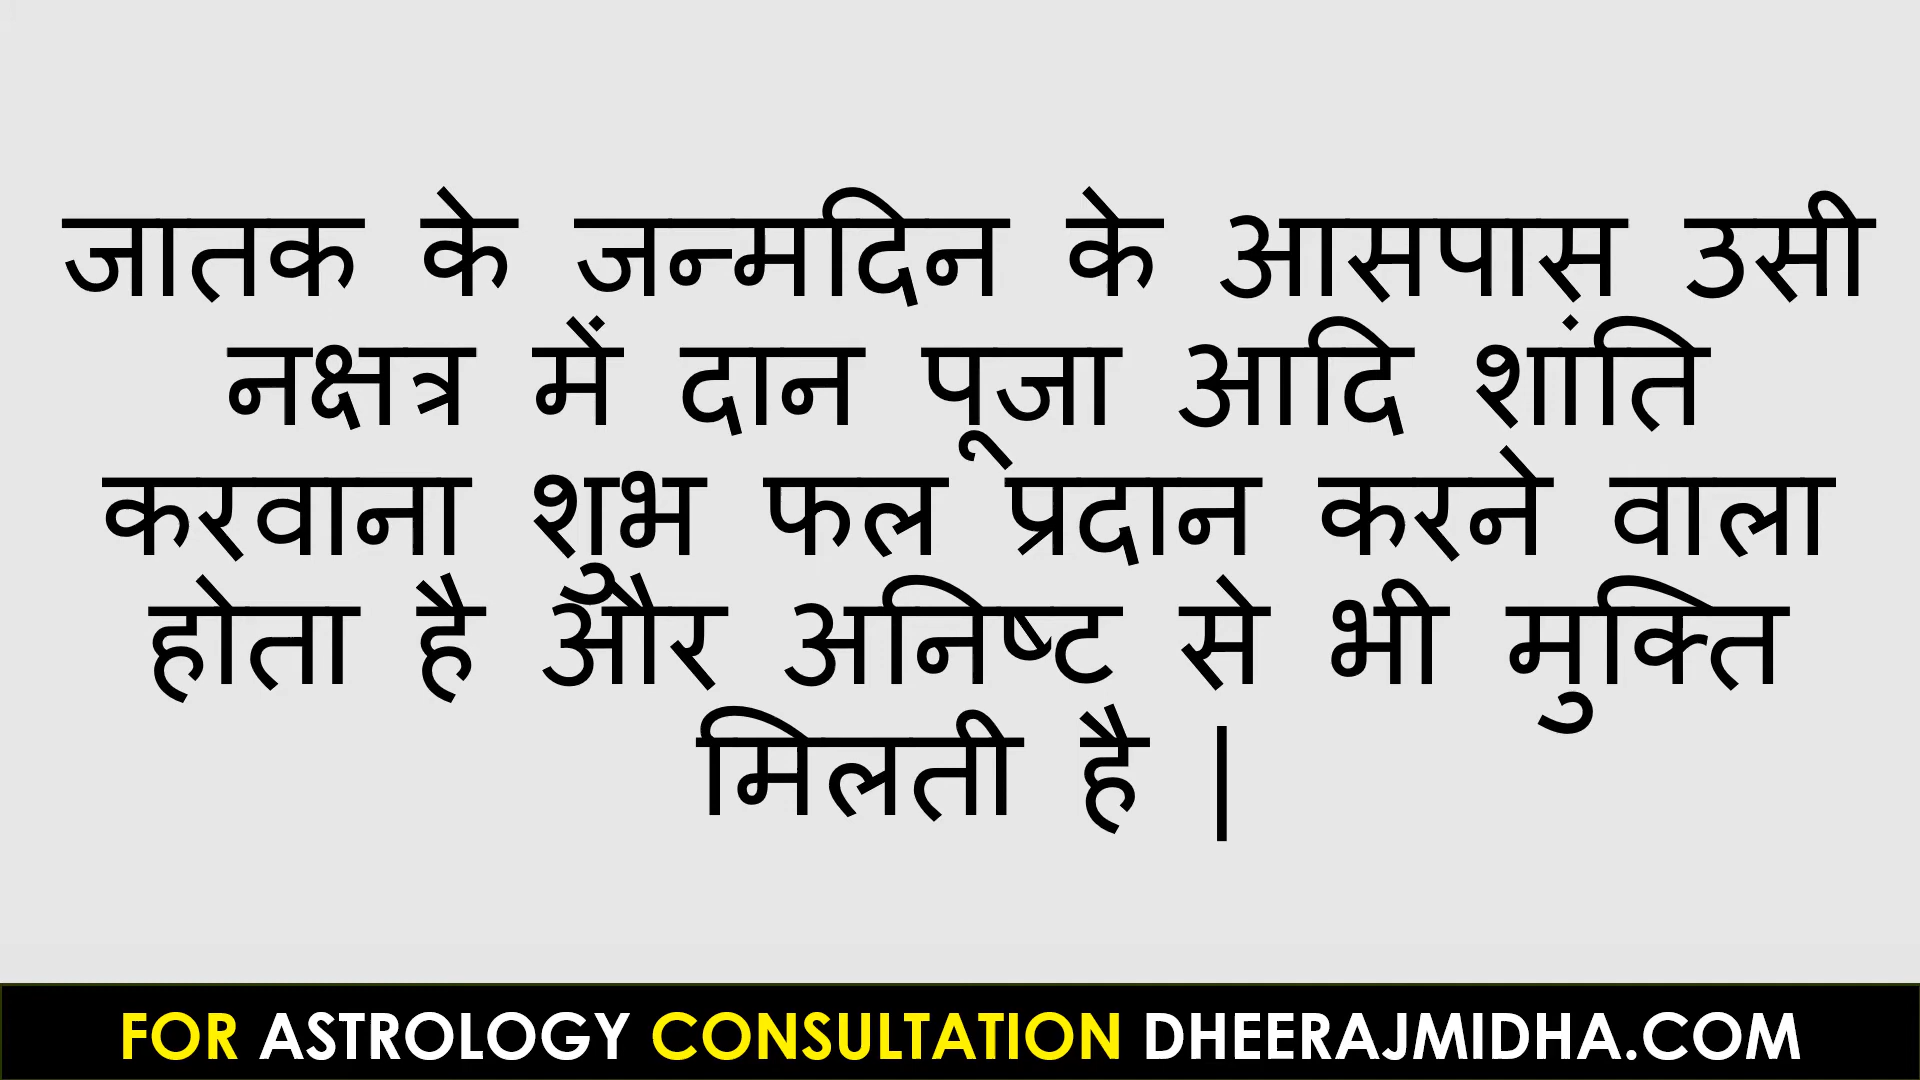 जातक के जन्मदिन के आसपास उसी
नक्षत्र में दान पूजा आदि शांति
करवाना शुभ फल प्रदान करने वाला
होता है और अनिष्ट से भी मुक्ति
मिलती है |
FOR ASTROLOGY CONSULTATION DHEERAJMIDHA.COM